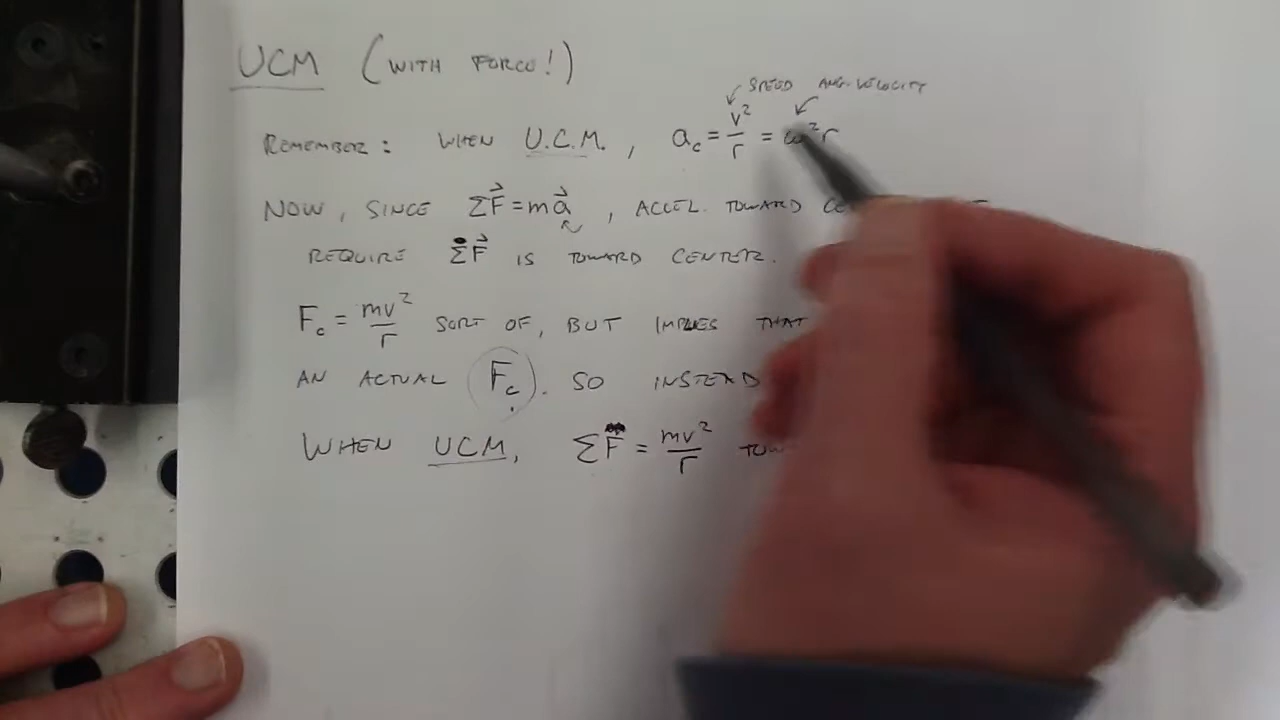 UCM (WITH FORCE!)
SPEED ANG. VELOCITY
REMEMBER: WHEN U.C.M., a_c = v²/r = ω²r
NOW, SINCE ΣF⃗ = ma⃗, ACCEL. TOWARD
REQUIRE ΣF⃗ IS TOWARD CENTER.
F_c = mv²/r SORT OF, BUT IMPLIES THAT
AN ACTUAL F_c. SO INSTEAD
WHEN UCM, ΣF = mv²/r